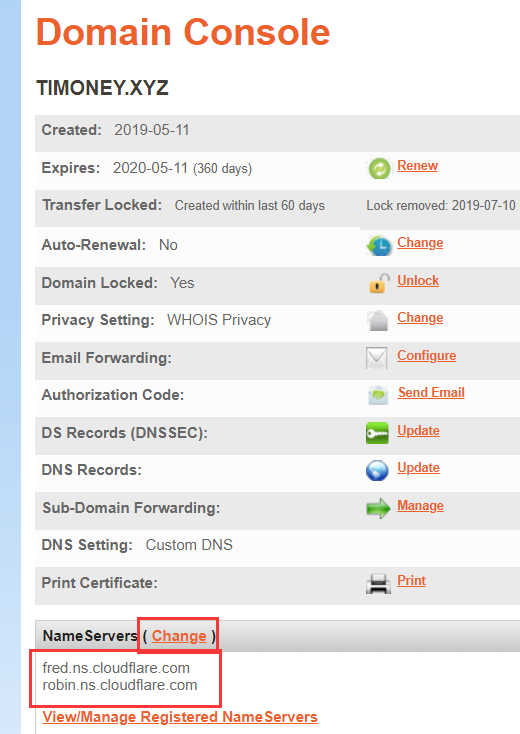 Domain Console
TIMONEY.XYZ
Created: 2019-05-11
Expires: 2020-05-11 (360 days) Renew
Transfer Locked: Created within last 60 days Lock removed: 2019-07-10
Auto-Renewal: No Change
Domain Locked: Yes Unlock
Privacy Setting: WHOIS Privacy Change
Email Forwarding: Configure
Authorization Code: Send Email
DS Records (DNSSEC): Update
DNS Records: Update
Sub-Domain Forwarding: Manage
DNS Setting: Custom DNS
Print Certificate: Print
NameServers ( Change )
fred.ns.cloudflare.com
robin.ns.cloudflare.com
View/Manage Registered NameServers